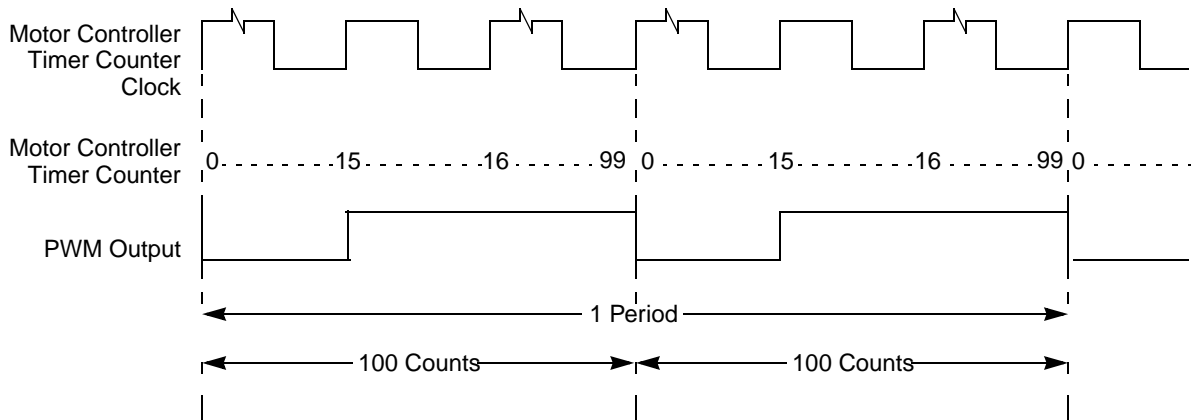 Motor Controller
Timer Counter
Clock
Motor Controller
Timer Counter
0 15 16 99 0 15 16 99 0
PWM Output
1 Period
100 Counts 100 Counts